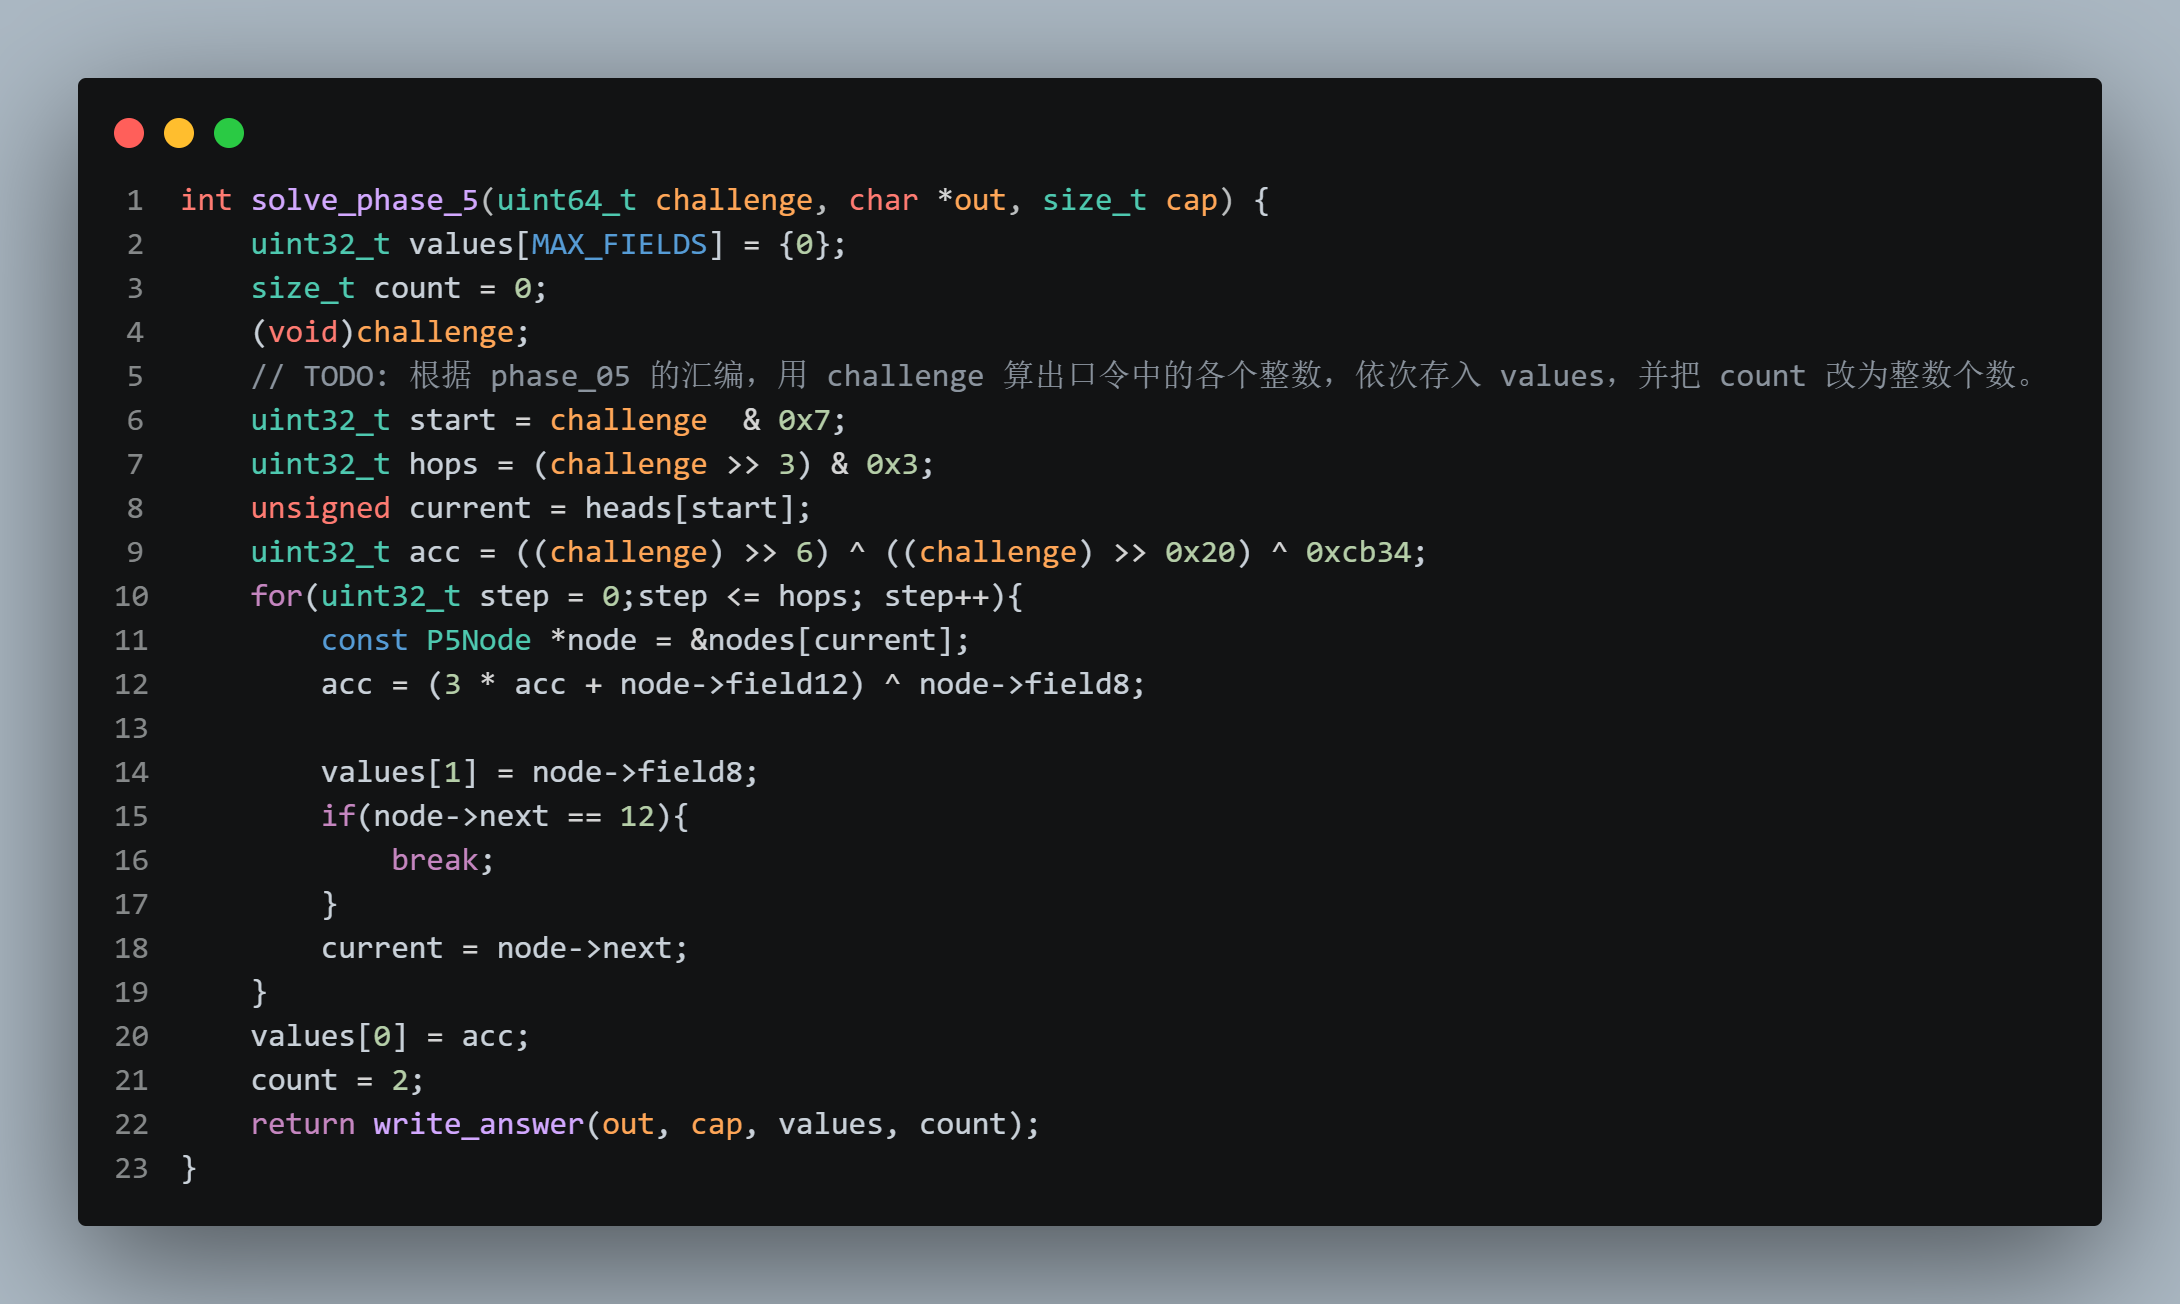 1 int solve_phase_5(uint64_t challenge, char *out, size_t cap) {
2     uint32_t values[MAX_FIELDS] = {0};
3     size_t count = 0;
4     (void)challenge;
5     // TODO: 根据 phase_05 的汇编，用 challenge 算出口令中的各个整数，依次存入 values，并把 count 改为整数个数。
6     uint32_t start = challenge  & 0x7;
7     uint32_t hops = (challenge >> 3) & 0x3;
8     unsigned current = heads[start];
9     uint32_t acc = ((challenge) >> 6) ^ ((challenge) >> 0x20) ^ 0xcb34;
10     for(uint32_t step = 0;step <= hops; step++){
11         const P5Node *node = &nodes[current];
12         acc = (3 * acc + node->field12) ^ node->field8;
13
14         values[1] = node->field8;
15         if(node->next == 12){
16             break;
17         }
18         current = node->next;
19     }
20     values[0] = acc;
21     count = 2;
22     return write_answer(out, cap, values, count);
23 }